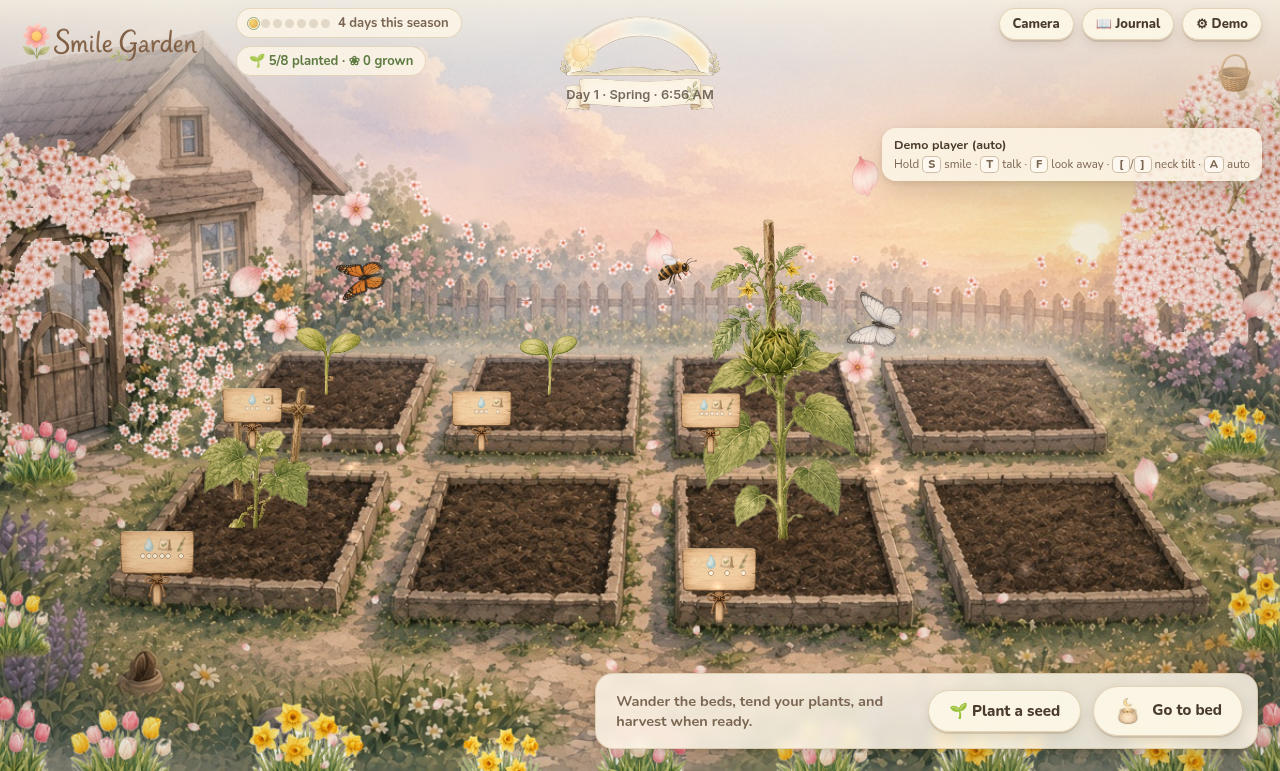 Smile Garden
4 days this season
5/8 planted · ❀ 0 grown
Day 1 · Spring · 6:56 AM
Camera
📖 Journal
⚙ Demo
Demo player (auto)
Hold S smile · T talk · F look away · [ / ] neck tilt · A auto
Wander the beds, tend your plants, and
harvest when ready.
🌱 Plant a seed
Go to bed